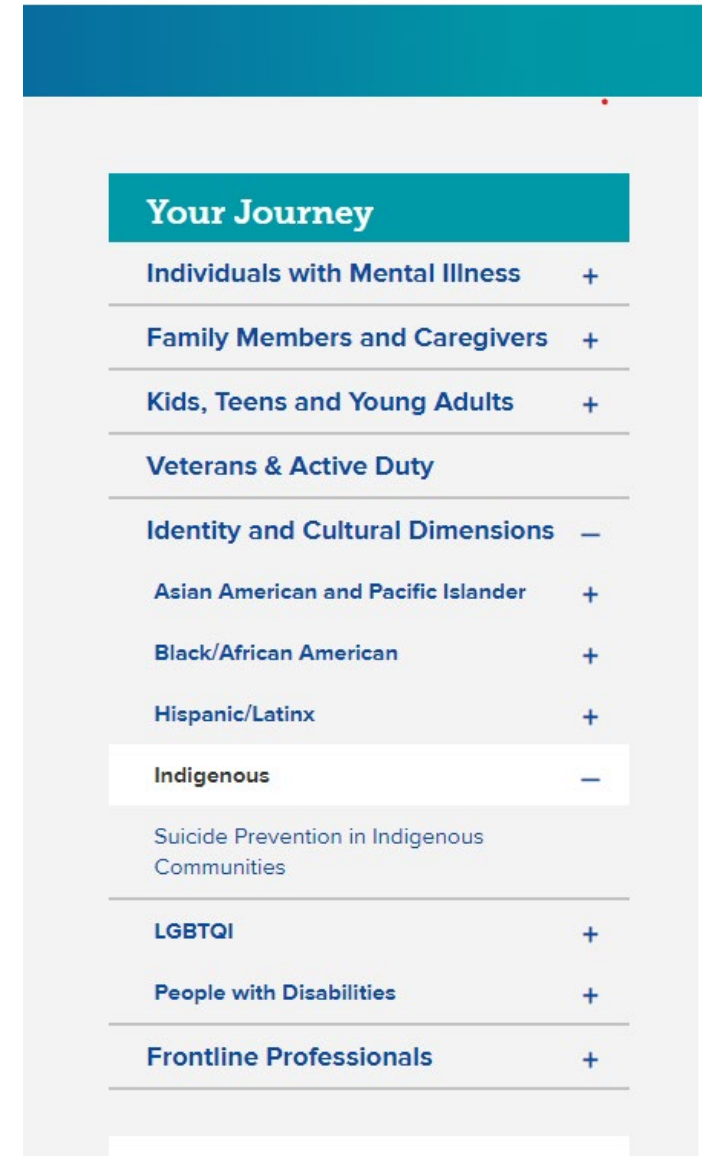 Your Journey
Individuals with Mental Illness +
Family Members and Caregivers +
Kids, Teens and Young Adults +
Veterans & Active Duty
Identity and Cultural Dimensions –
Asian American and Pacific Islander +
Black/African American +
Hispanic/Latinx +
Indigenous –
Suicide Prevention in Indigenous
Communities
LGBTQI +
People with Disabilities +
Frontline Professionals +